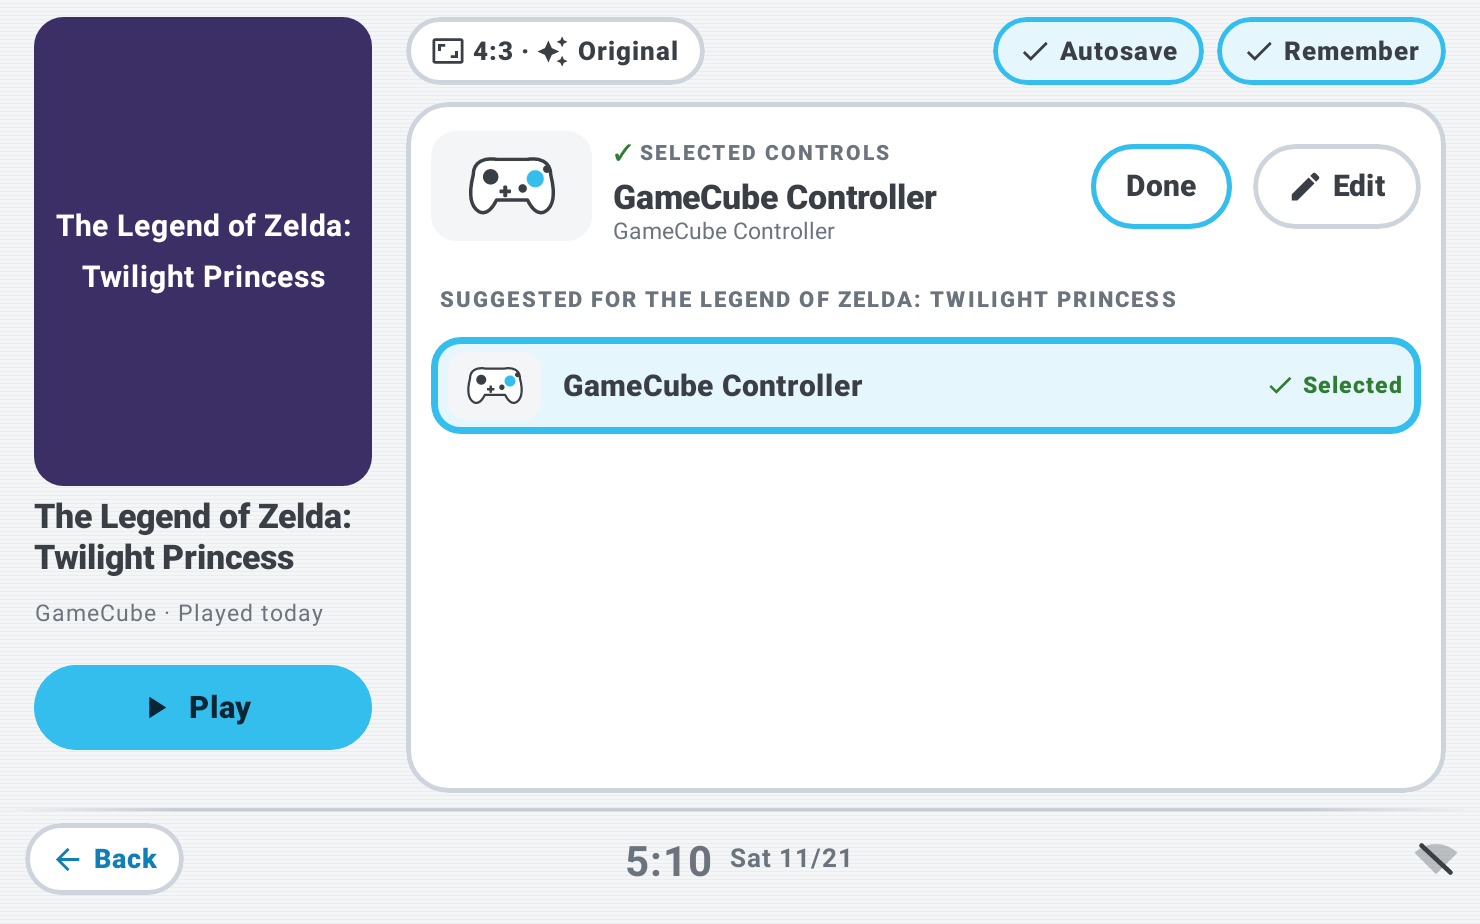 The Legend of Zelda:
Twilight Princess
The Legend of Zelda:
Twilight Princess
GameCube · Played today
Play
4:3 · Original
Autosave
Remember
✓ SELECTED CONTROLS
GameCube Controller
GameCube Controller
Done
Edit
SUGGESTED FOR THE LEGEND OF ZELDA: TWILIGHT PRINCESS
GameCube Controller
Selected
Back
5:10 Sat 11/21